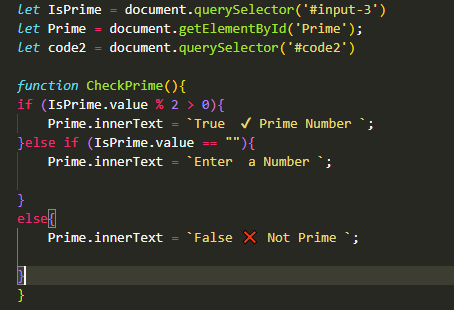 let IsPrime = document.querySelector('#input-3')
let Prime = document.getElementById('Prime');
let code2 = document.querySelector('#code2')
function CheckPrime(){
if (IsPrime.value % 2 > 0){
Prime.innerText = `True ✓ Prime Number `;
}else if (IsPrime.value == ""){
Prime.innerText = `Enter  a Number `;
}
else{
Prime.innerText = `False ❌ Not Prime `;
}
}